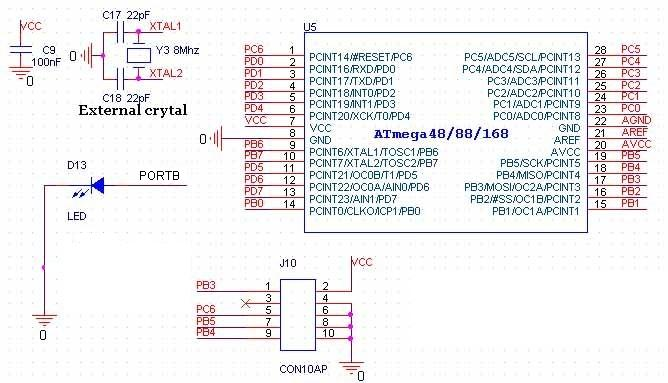 VCC
C9
100nF
0
C17 22pF
XTAL1
Y3 8Mhz
XTAL2
C18 22pF
0
External crytal
D13
PORTB
LED
0
U5
PC6 1 PCINT14/#RESET/PC6 PC5/ADC5/SCL/PCINT13 28 PC5
PD0 2 PCINT16/RXD/PD0 PC4/ADC4/SDA/PCINT12 27 PC4
PD1 3 PCINT17/TXD/PD1 PC3/ADC3/PCINT11 26 PC3
PD2 4 PCINT18/INT0/PD2 PC2/ADC2/PCINT10 25 PC2
PD3 5 PCINT19/INT1/PD3 PC1/ADC1/PCINT9 24 PC1
PD4 6 PCINT20/XCK/T0/PD4 PC0/ADC0/PCINT8 23 PC0
VCC 7 VCC GND 22 AGND
0 8 GND ATmega48/88/168 AREF 21 AREF
PB6 9 PCINT6/XTAL1/TOSC1/PB6 AVCC 20 AVCC
PB7 10 PCINT7/XTAL2/TOSC2/PB7 PB5/SCK/PCINT5 19 PB5
PD5 11 PCINT21/OC0B/T1/PD5 PB4/MISO/PCINT4 18 PB4
PD6 12 PCINT22/OC0A/AIN0/PD6 PB3/MOSI/OC2A/PCINT3 17 PB3
PD7 13 PCINT23/AIN1/PD7 PB2/#SS/OC1B/PCINT2 16 PB2
PB0 14 PCINT0/CLKO/ICP1/PB0 PB1/OC1A/PCINT1 15 PB1
J10
VCC
PB3 1 2
3 4
PC6 5 6
PB5 7 8
PB4 9 10
CON10AP
0